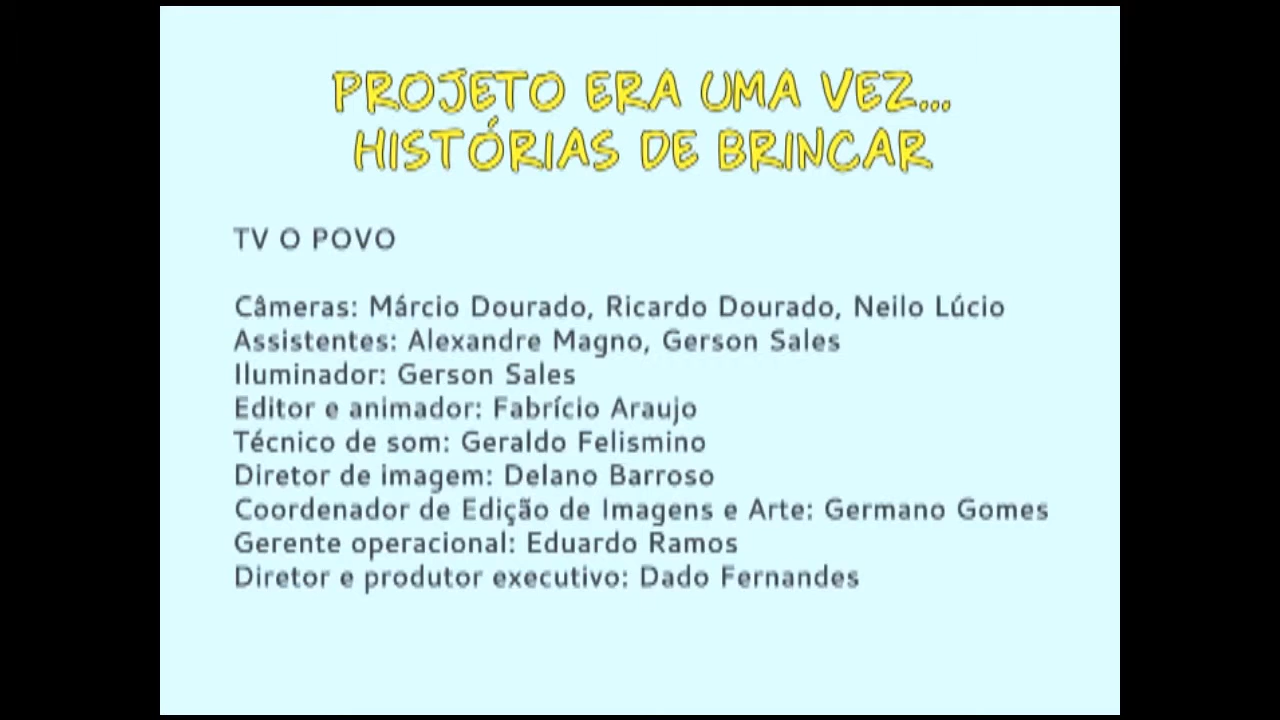 PROJETO ERA UMA VEZ...
HISTÓRIAS DE BRINCAR
TV O POVO
Câmeras: Márcio Dourado, Ricardo Dourado, Neilo Lúcio
Assistentes: Alexandre Magno, Gerson Sales
Iluminador: Gerson Sales
Editor e animador: Fabrício Araujo
Técnico de som: Geraldo Felismino
Diretor de imagem: Delano Barroso
Coordenador de Edição de Imagens e Arte: Germano Gomes
Gerente operacional: Eduardo Ramos
Diretor e produtor executivo: Dado Fernandes